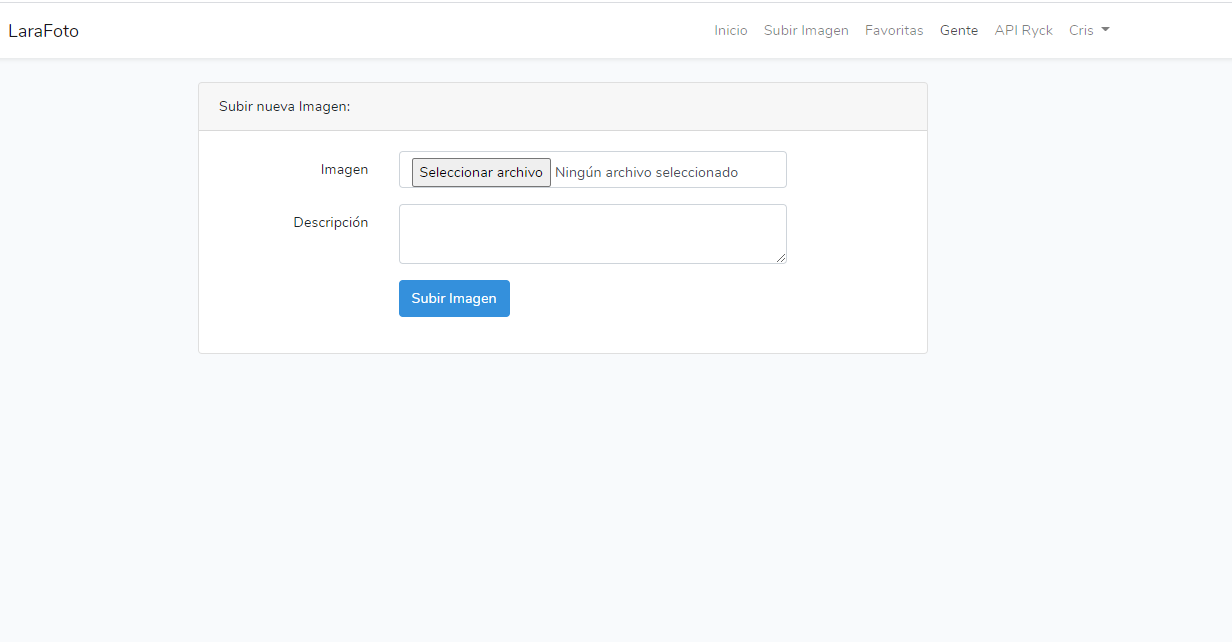 LaraFoto Inicio Subir Imagen Favoritas Gente API Ryck Cris
Subir nueva Imagen:
Imagen Seleccionar archivo Ningún archivo seleccionado
Descripción
Subir Imagen